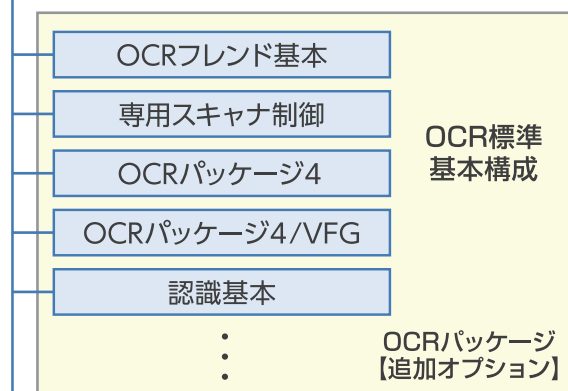 OCRフレンド基本
専用スキャナ制御
OCRパッケージ4
OCRパッケージ4/VFG
認識基本
OCR標準
基本構成
OCRパッケージ
【追加オプション】